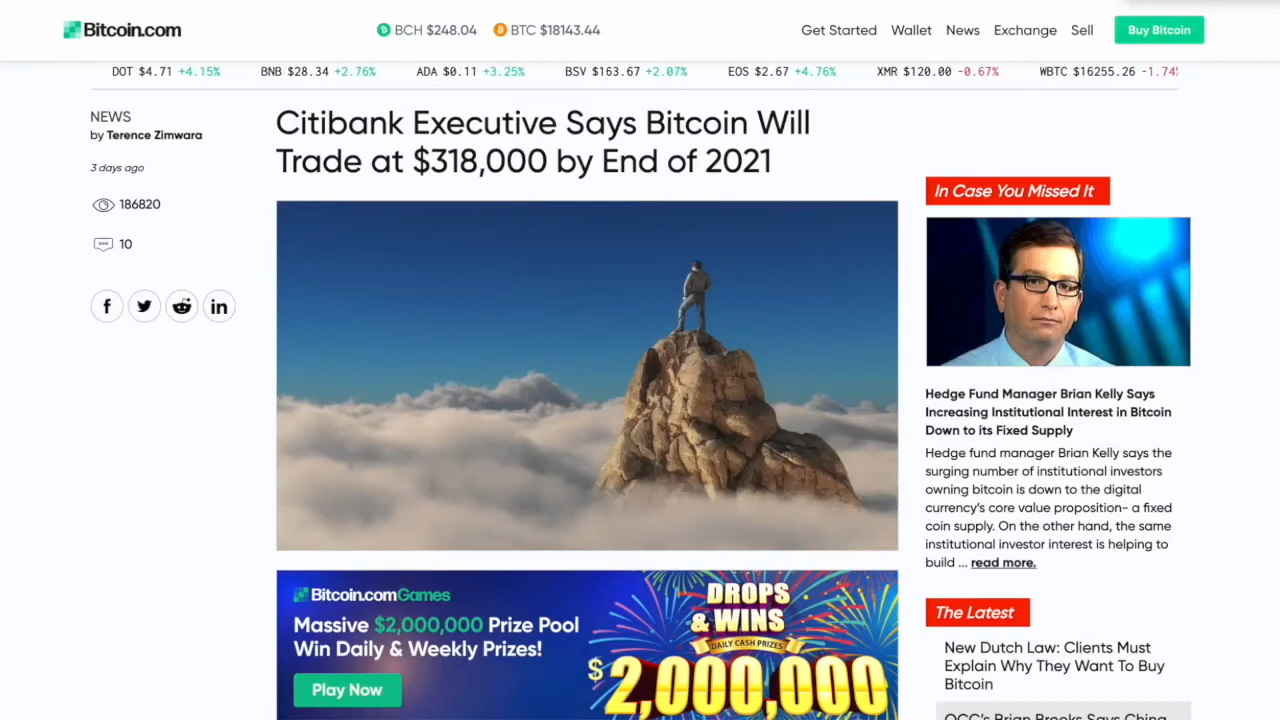 Bitcoin.com
BCH $248.04 BTC $18143.44
Get Started Wallet News Exchange Sell Buy Bitcoin
DOT $4.71 +4.15% BNB $28.34 +2.76% ADA $0.11 +3.25% BSV $163.67 +2.07% EOS $2.67 +4.76% XMR $120.00 -0.67% WBTC $16255.26 -1.74%
NEWS
by Terence Zimwara
3 days ago
186820
10
Citibank Executive Says Bitcoin Will
Trade at $318,000 by End of 2021
Bitcoin.comGames
Massive $2,000,000 Prize Pool
Win Daily & Weekly Prizes!
Play Now
DROPS
& WINS
DAILY CASH PRIZES
$2,000,000
In Case You Missed It
Hedge Fund Manager Brian Kelly Says
Increasing Institutional Interest in Bitcoin
Down to its Fixed Supply
Hedge fund manager Brian Kelly says the
surging number of institutional investors
owning bitcoin is down to the digital
currency's core value proposition- a fixed
coin supply. On the other hand, the same
institutional investor interest is helping to
build ... read more.
The Latest
New Dutch Law: Clients Must
Explain Why They Want To Buy
Bitcoin
OCC's Brian Brooks Says China